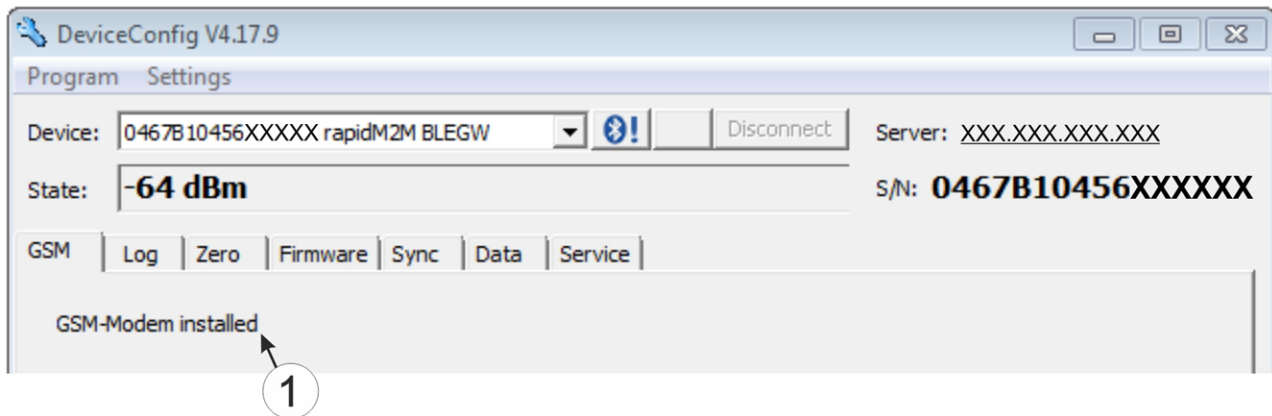 DeviceConfig V4.17.9
Program Settings
Device: 0467B10456XXXXX rapidM2M BLEGW ! Disconnect Server: XXX.XXX.XXX.XXX
State: -64 dBm S/N: 0467B10456XXXXXX
GSM Log Zero Firmware Sync Data Service
GSM-Modem installed
1